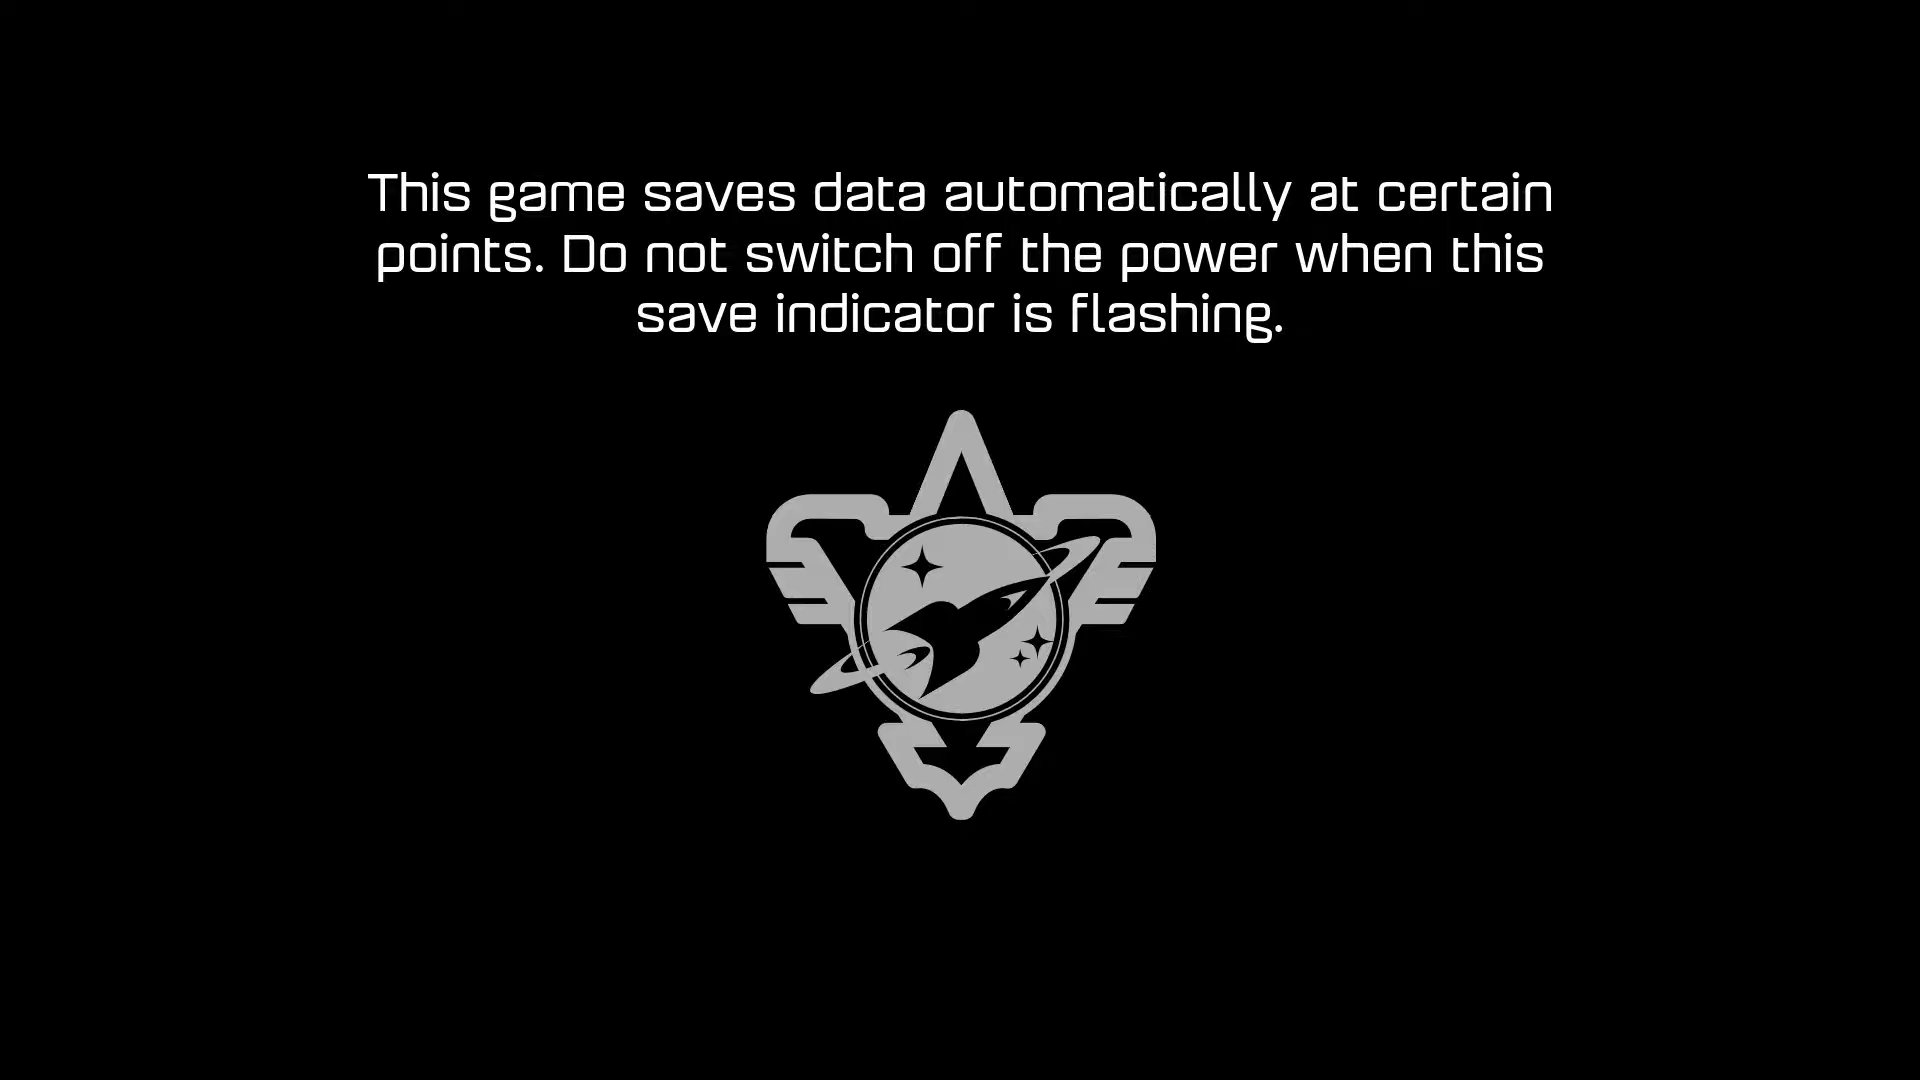 This game saves data automatically at certain
points. Do not switch off the power when this
save indicator is flashing.